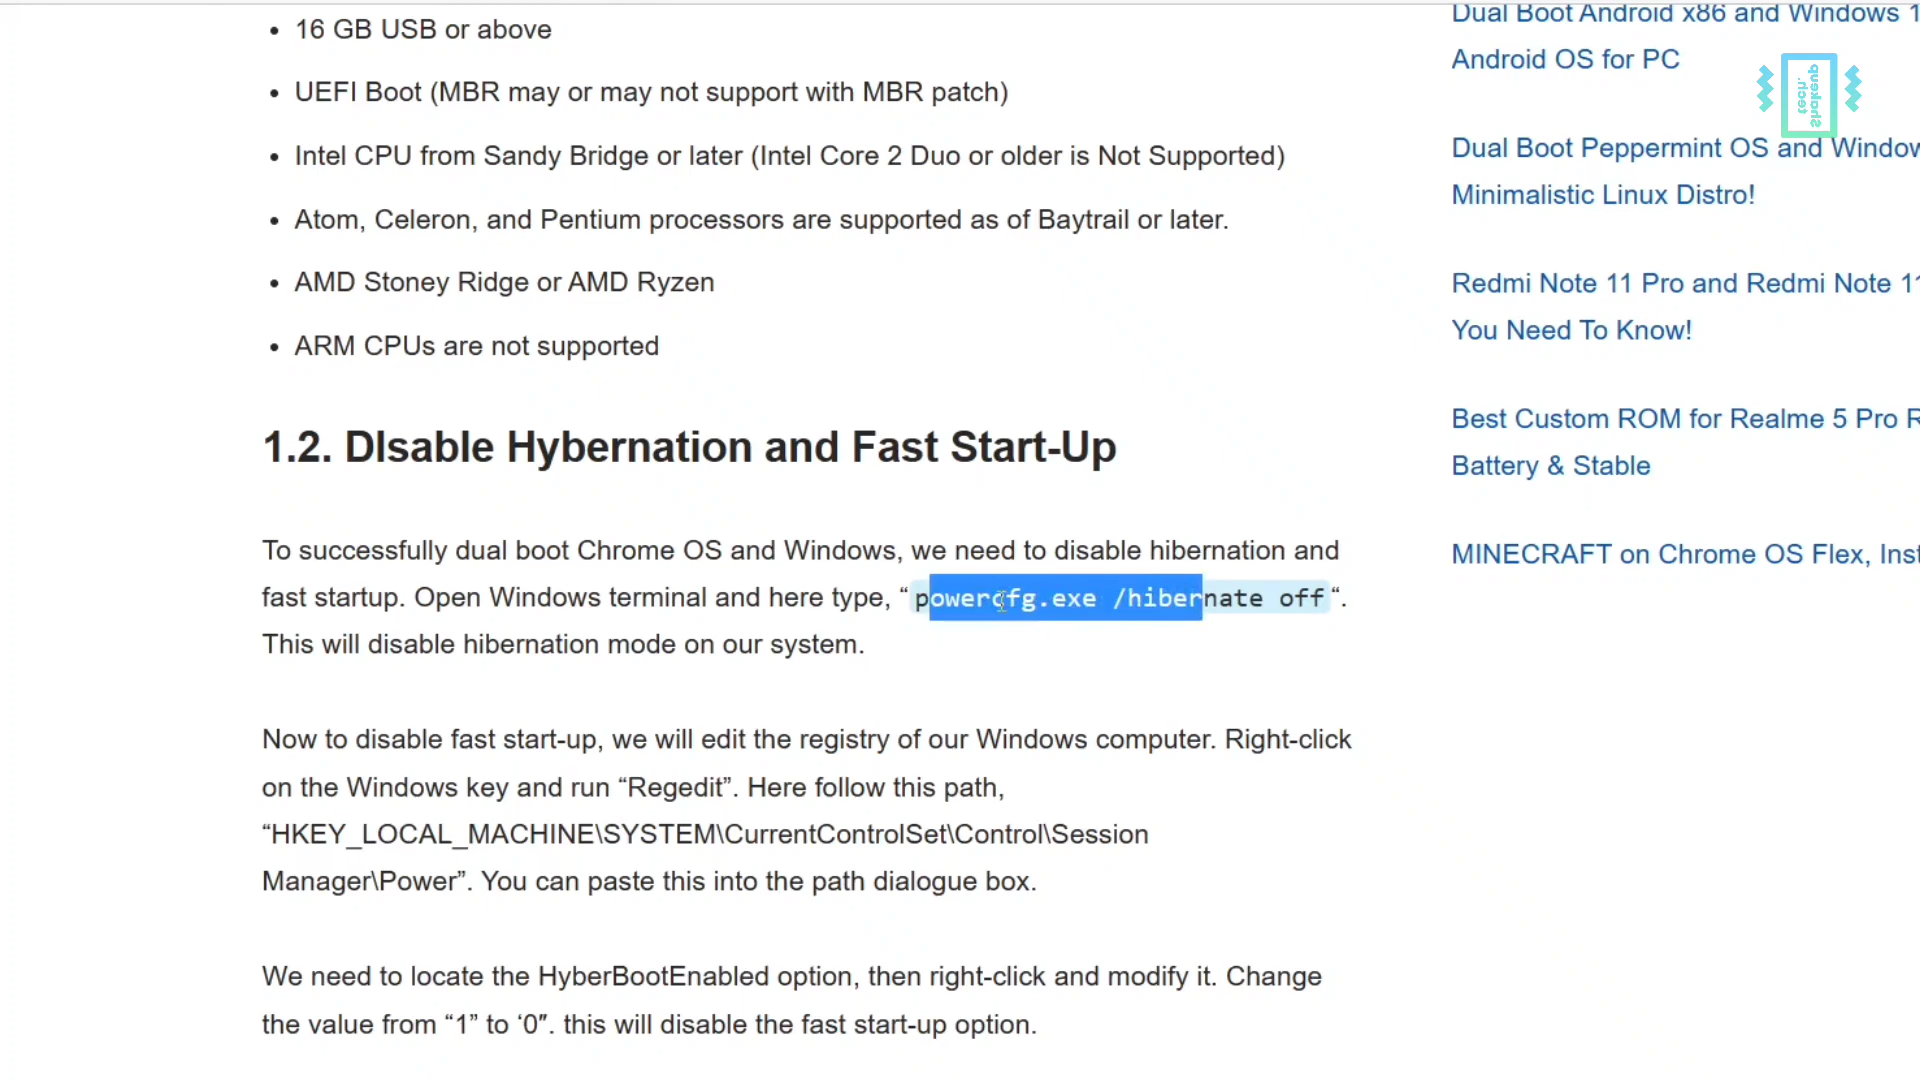 16 GB USB or above
UEFI Boot (MBR may or may not support with MBR patch)
Intel CPU from Sandy Bridge or later (Intel Core 2 Duo or older is Not Supported)
Atom, Celeron, and Pentium processors are supported as of Baytrail or later.
AMD Stoney Ridge or AMD Ryzen
ARM CPUs are not supported
1.2. DIsable Hybernation and Fast Start-Up
To successfully dual boot Chrome OS and Windows, we need to disable hibernation and
fast startup. Open Windows terminal and here type, “powercfg.exe /hibernate off“.
This will disable hibernation mode on our system.
Now to disable fast start-up, we will edit the registry of our Windows computer. Right-click
on the Windows key and run “Regedit”. Here follow this path,
“HKEY_LOCAL_MACHINE\SYSTEM\CurrentControlSet\Control\Session
Manager\Power”. You can paste this into the path dialogue box.
We need to locate the HyberBootEnabled option, then right-click and modify it. Change
the value from “1” to ‘0″. this will disable the fast start-up option.
Dual Boot Android x86 and Windows 1
Android OS for PC
Dual Boot Peppermint OS and Window
Minimalistic Linux Distro!
Redmi Note 11 Pro and Redmi Note 11
You Need To Know!
Best Custom ROM for Realme 5 Pro R
Battery & Stable
MINECRAFT on Chrome OS Flex, Inst
tech.
Shakeup